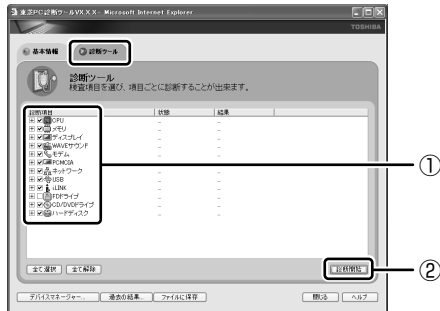 東芝PC診断ツールVX.X.X- Microsoft Internet Explorer
TOSHIBA
基本情報 診断ツール
診断ツール
検査項目を選び、項目ごとに診断することが出来ます。
診断項目 状態 結果
CPU
メモリ
ディスプレイ
WAVEサウンド
モデム
PCMCIA
ネットワーク
USB
i.LINK
FDドライブ
CD/DVDドライブ
ハードディスク
①
②
全て選択 全て解除 診断開始
デバイスマネージャー... 過去の結果... ファイルに保存 閉じる ヘルプ